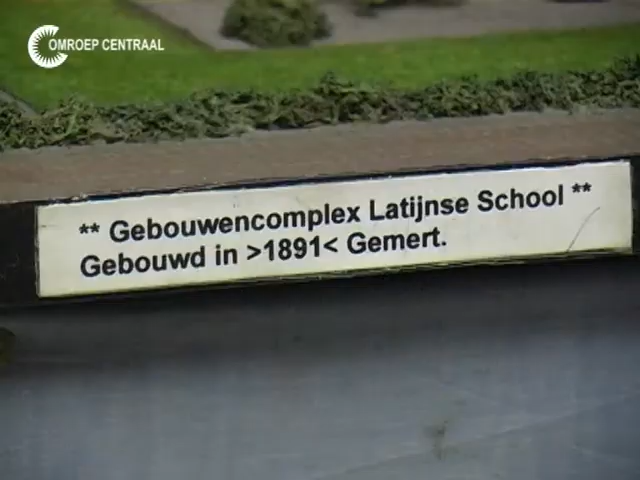 OMROEP CENTRAAL
** Gebouwencomplex Latijnse School **
Gebouwd in >1891< Gemert.